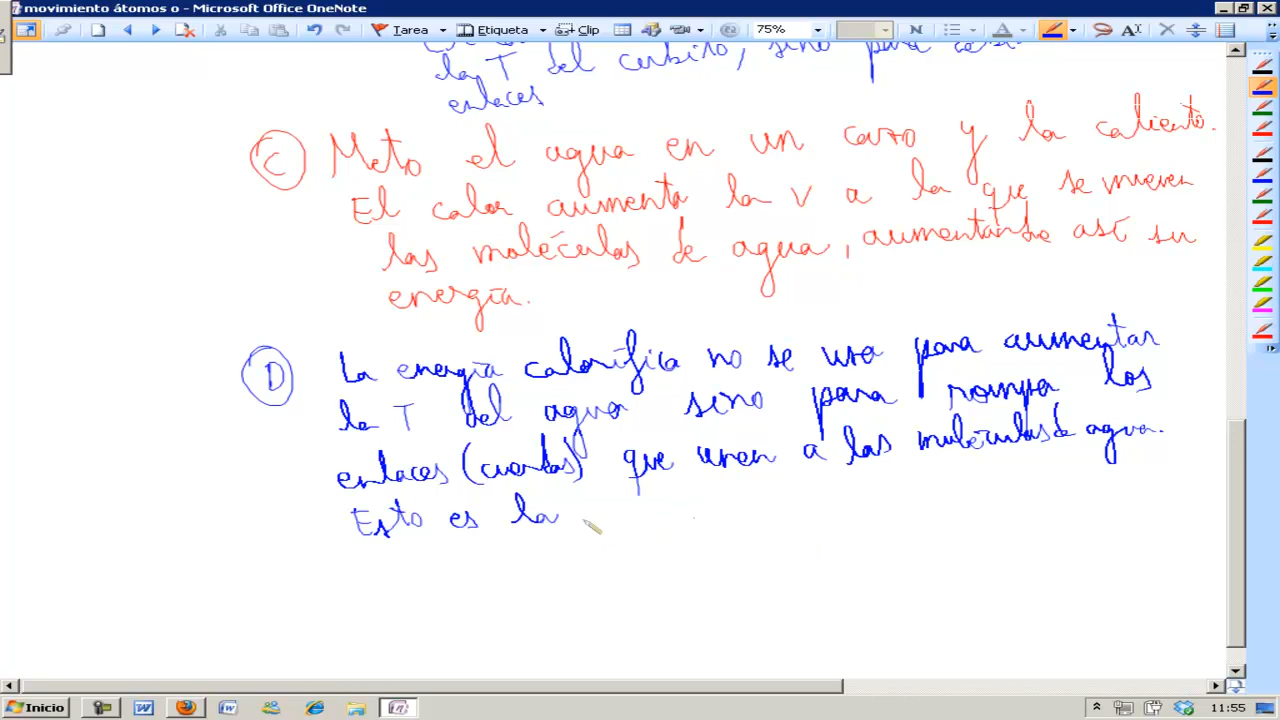 movimiento átomos o - Microsoft Office OneNote
Tarea Etiqueta Clip 75% N A
la T del cubito, sino para
enlaces
C Meto el agua en un cazo y la caliento.
El calor aumenta la v a la que se mueven
las moléculas de agua, aumentando así su
energía.
D La energía calorífica no se usa para aumentar
la T del agua sino para rompe los
enlaces (cuerdas) que unen a las moléculas de agua.
Esto es la
Inicio 11:55